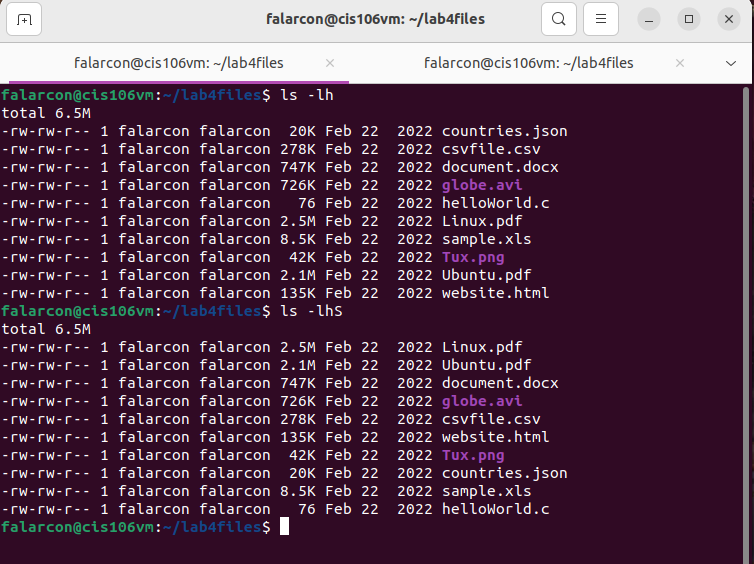 falarcon@cis106vm: ~/lab4files
falarcon@cis106vm: ~/lab4files × falarcon@cis106vm: ~/lab4files ×
falarcon@cis106vm:~/lab4files$ ls -lh
total 6.5M
-rw-rw-r-- 1 falarcon falarcon  20K Feb 22  2022 countries.json
-rw-rw-r-- 1 falarcon falarcon 278K Feb 22  2022 csvfile.csv
-rw-rw-r-- 1 falarcon falarcon 747K Feb 22  2022 document.docx
-rw-rw-r-- 1 falarcon falarcon 726K Feb 22  2022 globe.avi
-rw-rw-r-- 1 falarcon falarcon   76 Feb 22  2022 helloWorld.c
-rw-rw-r-- 1 falarcon falarcon 2.5M Feb 22  2022 Linux.pdf
-rw-rw-r-- 1 falarcon falarcon 8.5K Feb 22  2022 sample.xls
-rw-rw-r-- 1 falarcon falarcon  42K Feb 22  2022 Tux.png
-rw-rw-r-- 1 falarcon falarcon 2.1M Feb 22  2022 Ubuntu.pdf
-rw-rw-r-- 1 falarcon falarcon 135K Feb 22  2022 website.html
falarcon@cis106vm:~/lab4files$ ls -lhS
total 6.5M
-rw-rw-r-- 1 falarcon falarcon 2.5M Feb 22  2022 Linux.pdf
-rw-rw-r-- 1 falarcon falarcon 2.1M Feb 22  2022 Ubuntu.pdf
-rw-rw-r-- 1 falarcon falarcon 747K Feb 22  2022 document.docx
-rw-rw-r-- 1 falarcon falarcon 726K Feb 22  2022 globe.avi
-rw-rw-r-- 1 falarcon falarcon 278K Feb 22  2022 csvfile.csv
-rw-rw-r-- 1 falarcon falarcon 135K Feb 22  2022 website.html
-rw-rw-r-- 1 falarcon falarcon  42K Feb 22  2022 Tux.png
-rw-rw-r-- 1 falarcon falarcon  20K Feb 22  2022 countries.json
-rw-rw-r-- 1 falarcon falarcon 8.5K Feb 22  2022 sample.xls
-rw-rw-r-- 1 falarcon falarcon   76 Feb 22  2022 helloWorld.c
falarcon@cis106vm:~/lab4files$